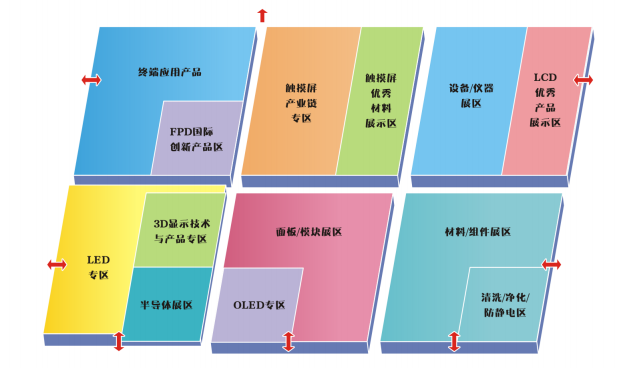 终端应用产品
FPD国际
创新产品区
触摸屏
产业链
专区
触摸屏
优秀
材料
展示区
设备/仪器
展区
LCD
优秀
产品
展示区
LED
专区
3D显示技术
与产品专区
半导体展区
面板/模块展区
OLED专区
材料/组件展区
清洗/净化/
防静电区